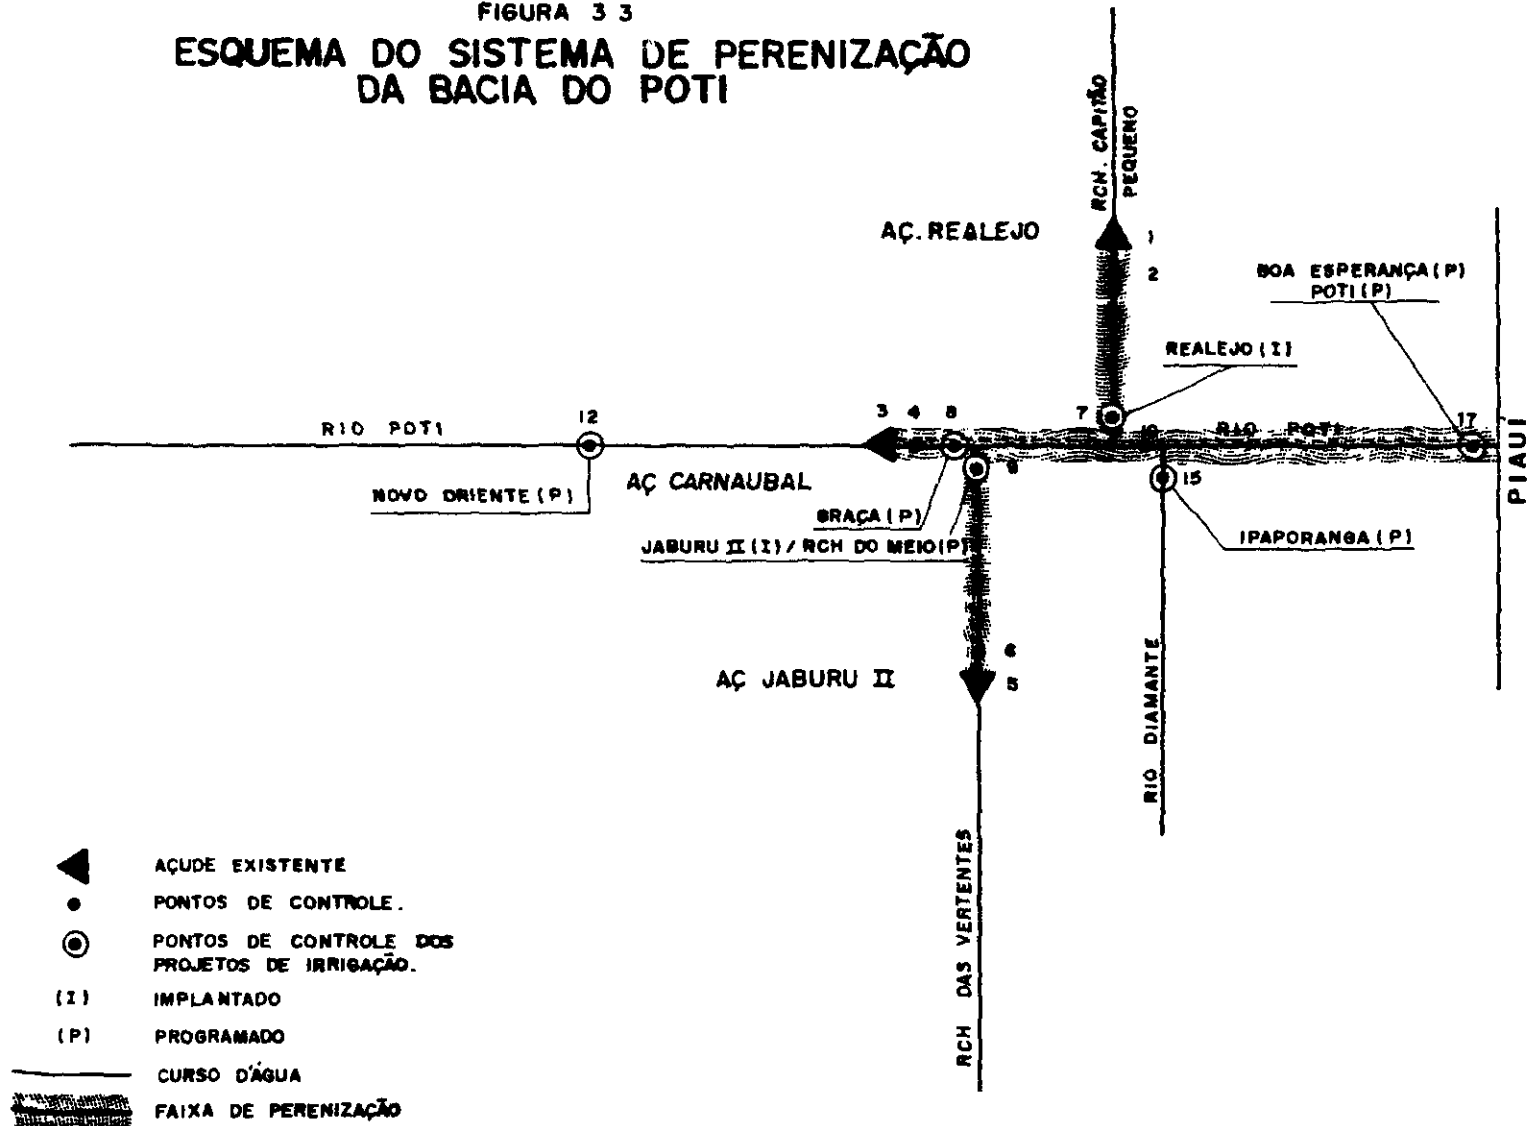 FIGURA 3 3
ESQUEMA DO SISTEMA DE PERENIZAÇÃO
DA BACIA DO POTI
RCH. CAPITÃO
PEQUENO
AÇ. REALEJO
1
2
BOA ESPERANÇA (P)
POTI (P)
REALEJO (I)
3 4 8
7
17
12
RIO POTI
RIO POTI
PIAUI
NOVO ORIENTE (P)
AÇ CARNAUBAL
9
15
BRAÇA (P)
JABURU II (I) / RCH DO MEIO (P)
IPAPORANGA (P)
6
AÇ JABURU II
5
RIO DIAMANTE
RCH DAS VERTENTES
AÇUDE EXISTENTE
PONTOS DE CONTROLE.
PONTOS DE CONTROLE DOS
PROJETOS DE IRRIGAÇÃO.
(I) IMPLANTADO
(P) PROGRAMADO
CURSO D'ÁGUA
FAIXA DE PERENIZAÇÃO